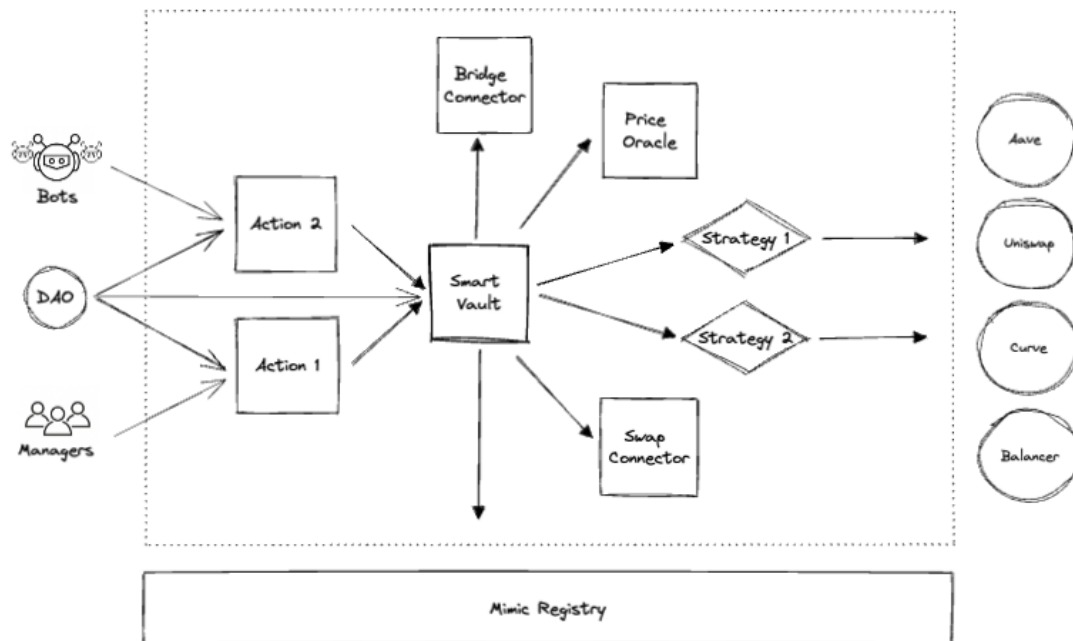 Bridge
Connector
Price
Oracle
Aave
Bots
Action 2
Strategy 1
Uniswap
DAO
Smart
Vault
Action 1
Strategy 2
Curve
Managers
Swap
Connector
Balancer
Mimic Registry